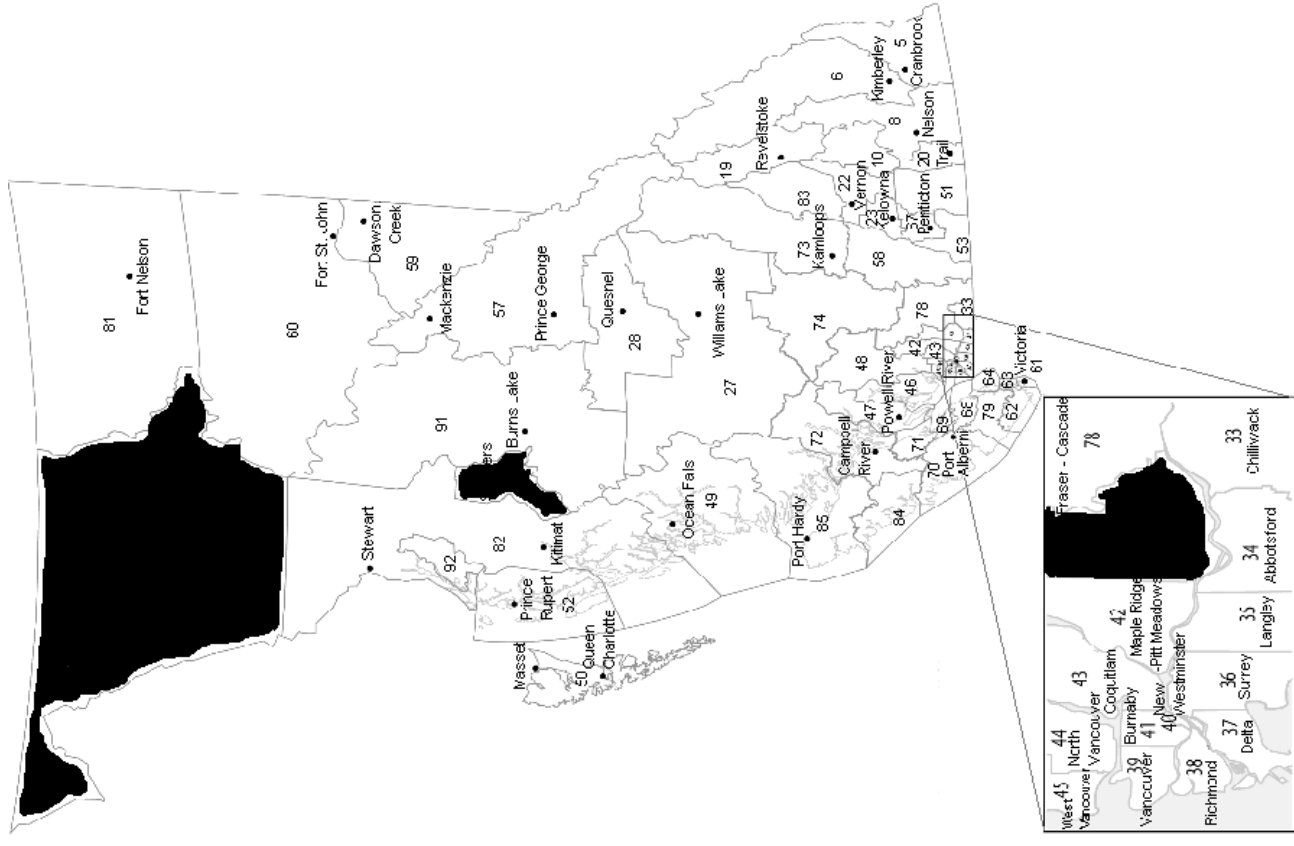 81
Fort Nelson
60
Fort St. John
Dawson
Creek
59
Mackenzie
57
Prince George
91
Burns Lake
Stewart
92
82
Kitimat
Prince
Rupert
52
Masset
50
Queen
Charlotte
Quesnel
28
Williams Lake
27
Ocean Falls
49
19
Revelstoke
6
Kimberley
5
Cranbrook
8
Nelson
10
20
Trail
22
Vernon
23
Kelowna
Penticton
51
53
83
73
Kamloops
58
74
78
33
42
43
48
Powell River
47
46
72
Campbell
River
71
69
68
70
Port
Alberni
64
63
79
62
Victoria
61
Port Hardy
85
84
Fraser - Cascade
78
33
Chilliwack
34
Abbotsford
42
Maple Ridge
-Pitt Meadows
35
Langley
43
Coquitlam
New
Westminster
40
36
Surrey
44
North
Vancouver
Burnaby
41
37
Delta
West 45
Vancouver
39
Vancouver
38
Richmond